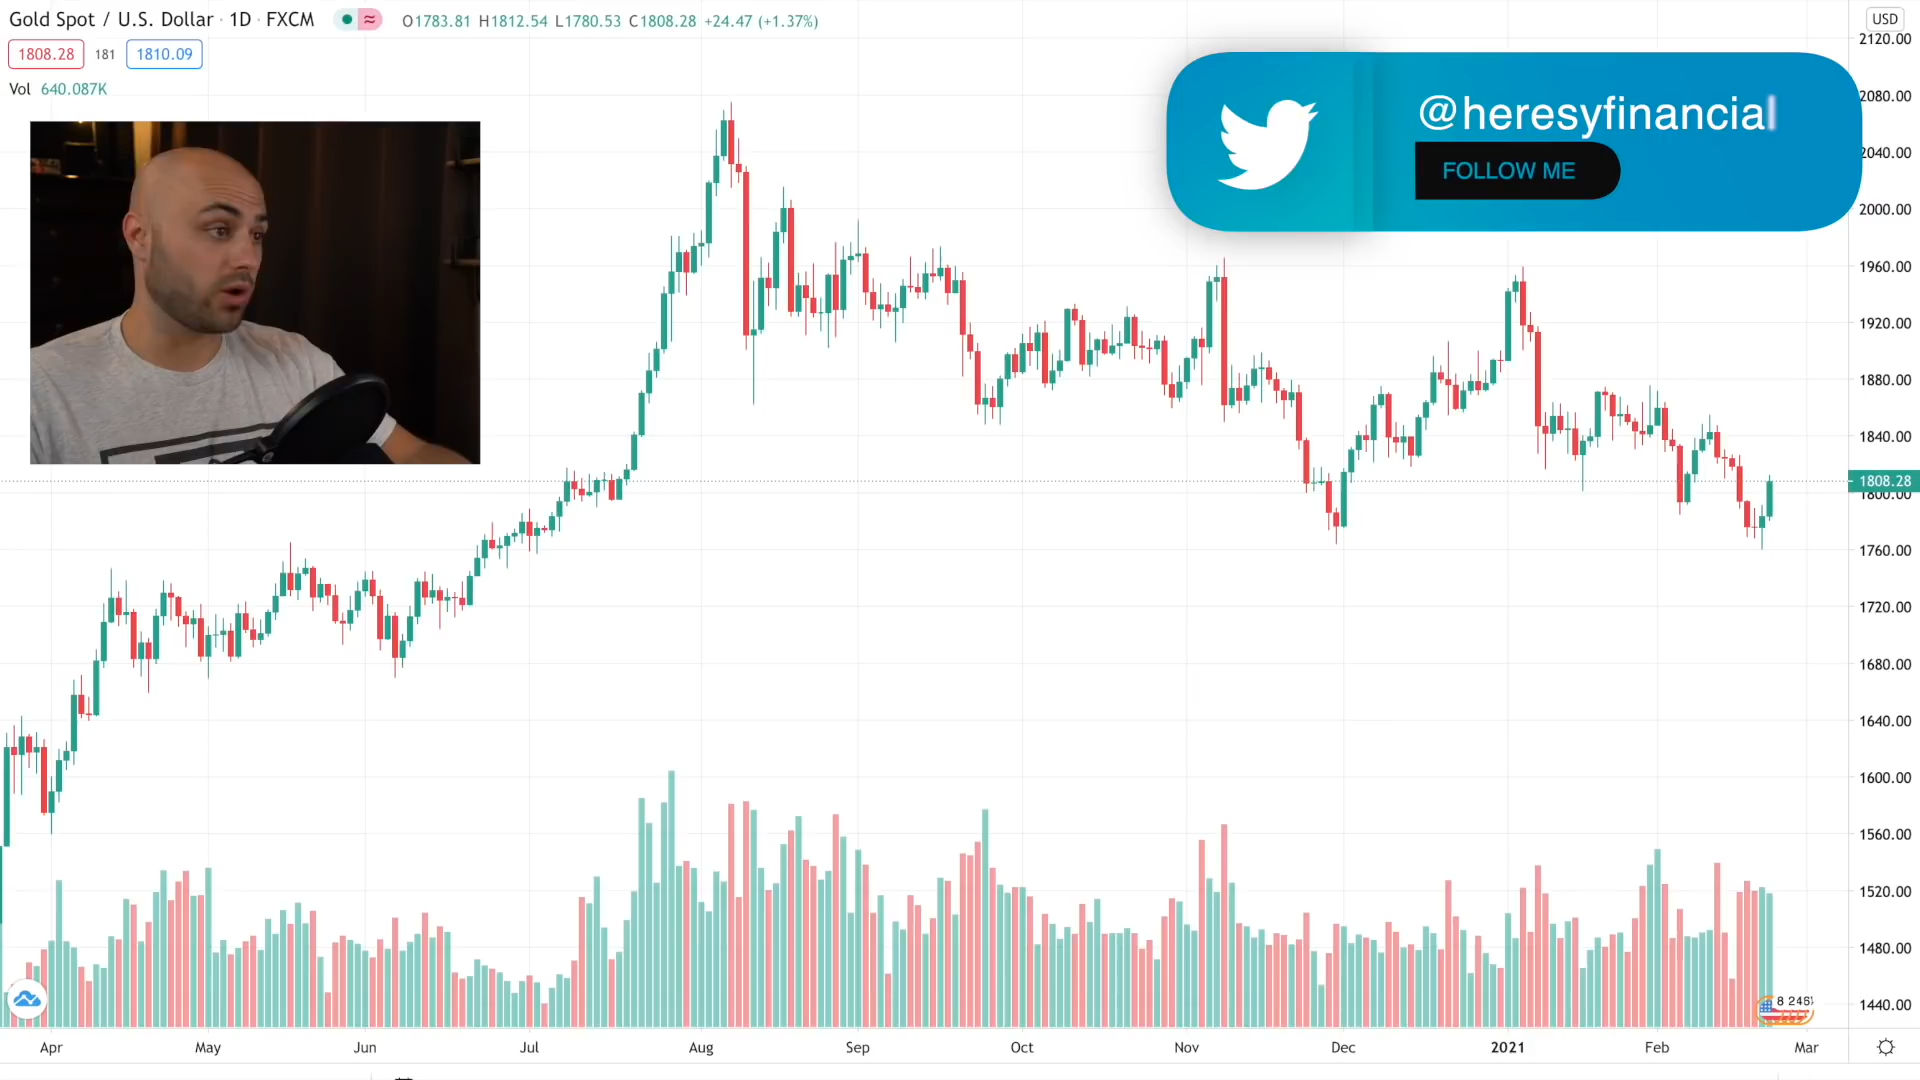 Gold Spot / U.S. Dollar · 1D · FXCM
O1783.81 H1812.54 L1780.53 C1808.28 +24.47 (+1.37%)
1808.28 181 1810.09
Vol 640.087K
@heresyfinancial
FOLLOW ME
USD
2120.00
2080.00
2040.00
2000.00
1960.00
1920.00
1880.00
1840.00
1808.28
1800.00
1760.00
1720.00
1680.00
1640.00
1600.00
1560.00
1520.00
1480.00
1440.00
Apr May Jun Jul Aug Sep Oct Nov Dec 2021 Feb Mar